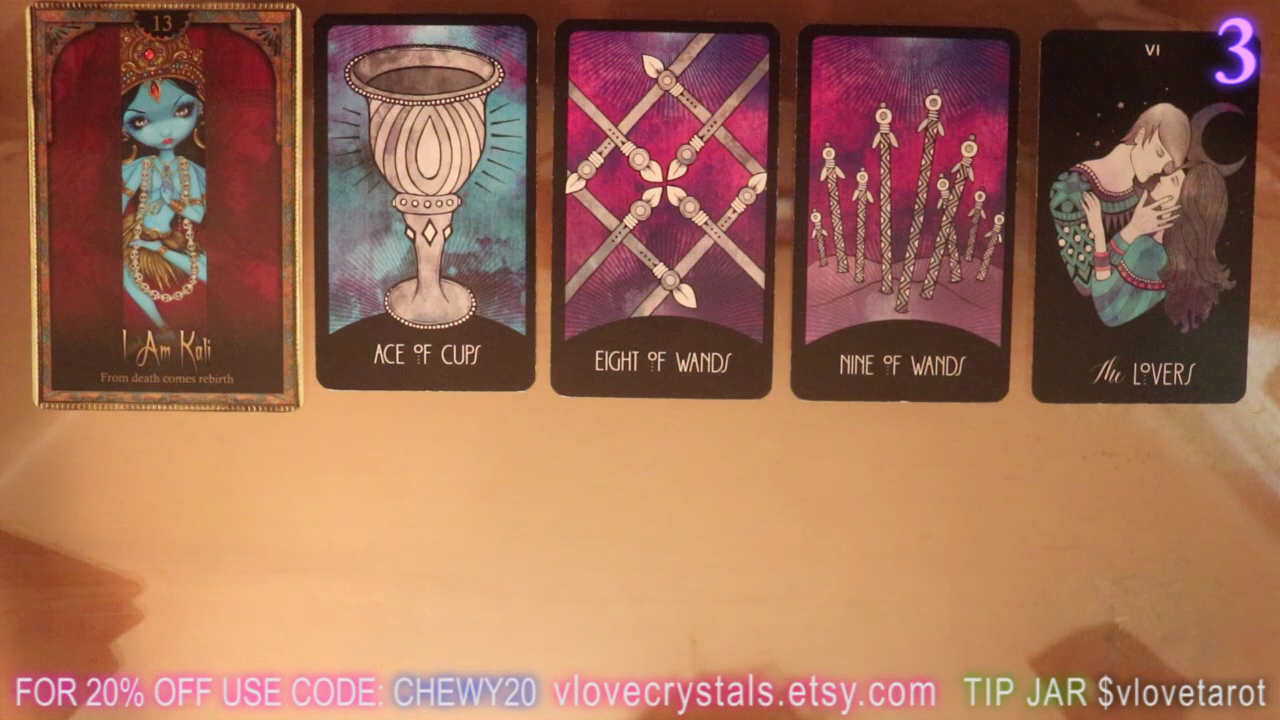 13
I Am Kali
From death comes rebirth
ACE OF CUPS
EIGHT OF WANDS
NINE OF WANDS
VI
The LOVERS
3
FOR 20% OFF USE CODE: CHEWY20 vlovecrystals.etsy.com TIP JAR $vlovetarot